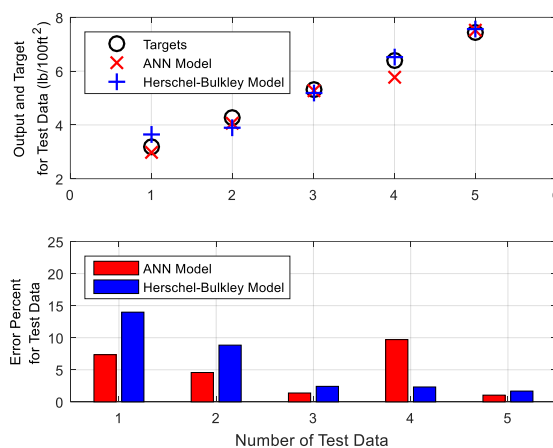 Output and Target
for Test Data (lb/100ft²)
8
6
4
2
Targets
ANN Model
Herschel-Bulkley Model
0 1 2 3 4 5
Error Percent
for Test Data
25
20
15
10
5
0
ANN Model
Herschel-Bulkley Model
1 2 3 4 5
Number of Test Data